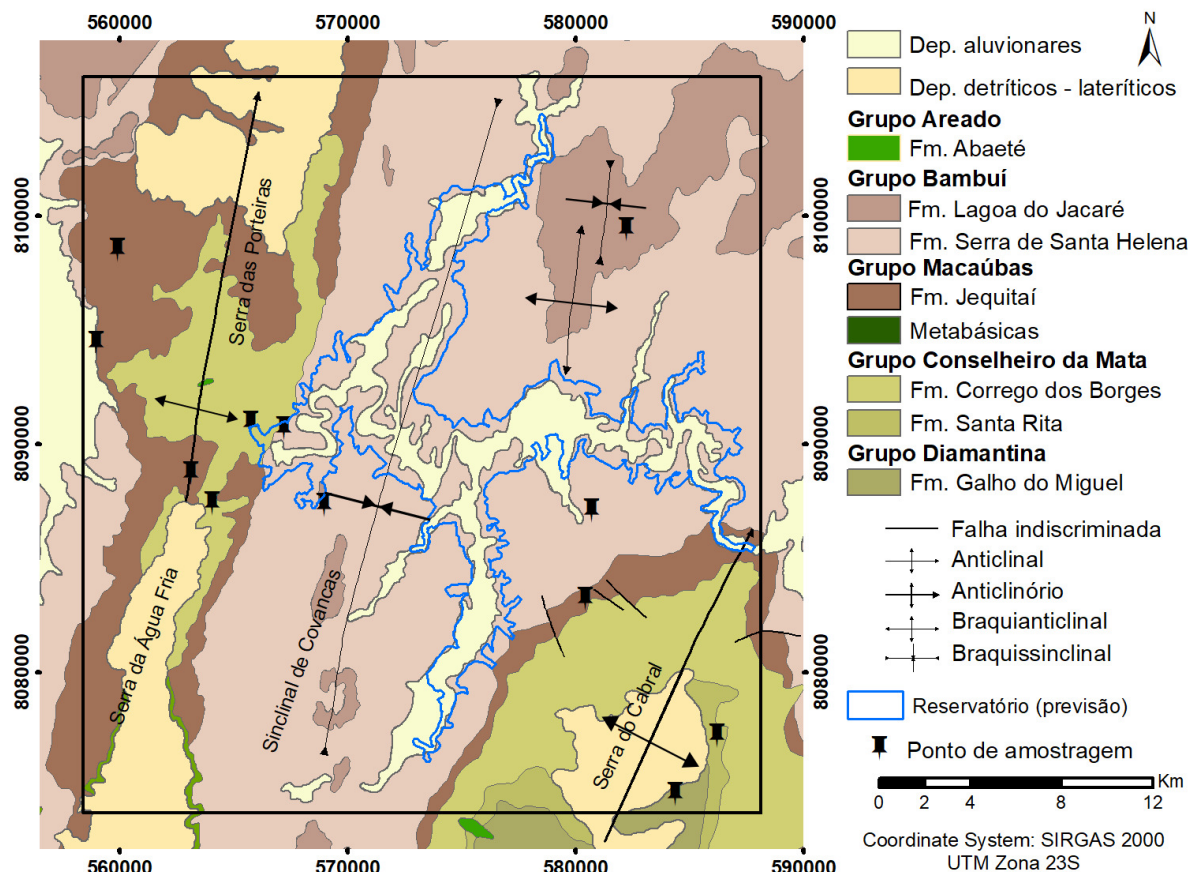 560000 570000 580000 590000
8100000
8090000
8080000
8100000
8090000
8080000
560000 570000 580000 590000
Serra das Porteiras
Serra da Água Fria
Sinclinal de Covancas
Serra do Cabral
N
Dep. aluvionares
Dep. detríticos - lateríticos
Grupo Areado
Fm. Abaeté
Grupo Bambuí
Fm. Lagoa do Jacaré
Fm. Serra de Santa Helena
Grupo Macaúbas
Fm. Jequitaí
Metabásicas
Grupo Conselheiro da Mata
Fm. Corrego dos Borges
Fm. Santa Rita
Grupo Diamantina
Fm. Galho do Miguel
Falha indiscriminada
Anticlinal
Anticlinório
Braquianticlinal
Braquissinclinal
Reservatório (previsão)
Ponto de amostragem
Km
0 2 4 8 12
Coordinate System: SIRGAS 2000
UTM Zona 23S